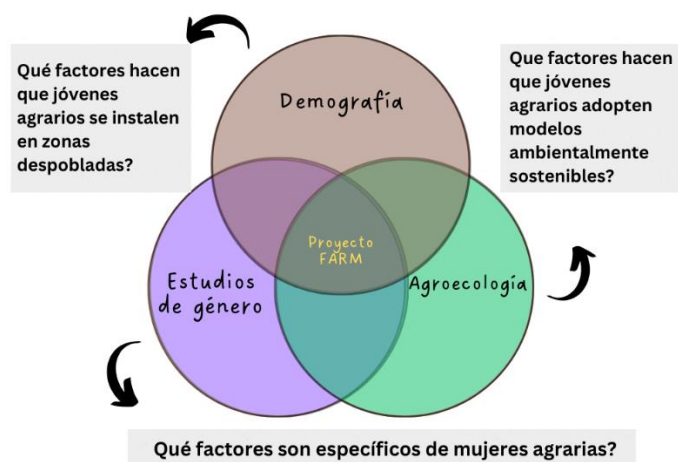 Qué factores hacen
que jóvenes
agrarios se instalen
en zonas
despobladas?
Demografía
Que factores hacen
que jóvenes
agrarios adopten
modelos
ambientalmente
sostenibles?
Proyecto
FARM
Estudios
de género
Agroecología
Qué factores son específicos de mujeres agrarias?